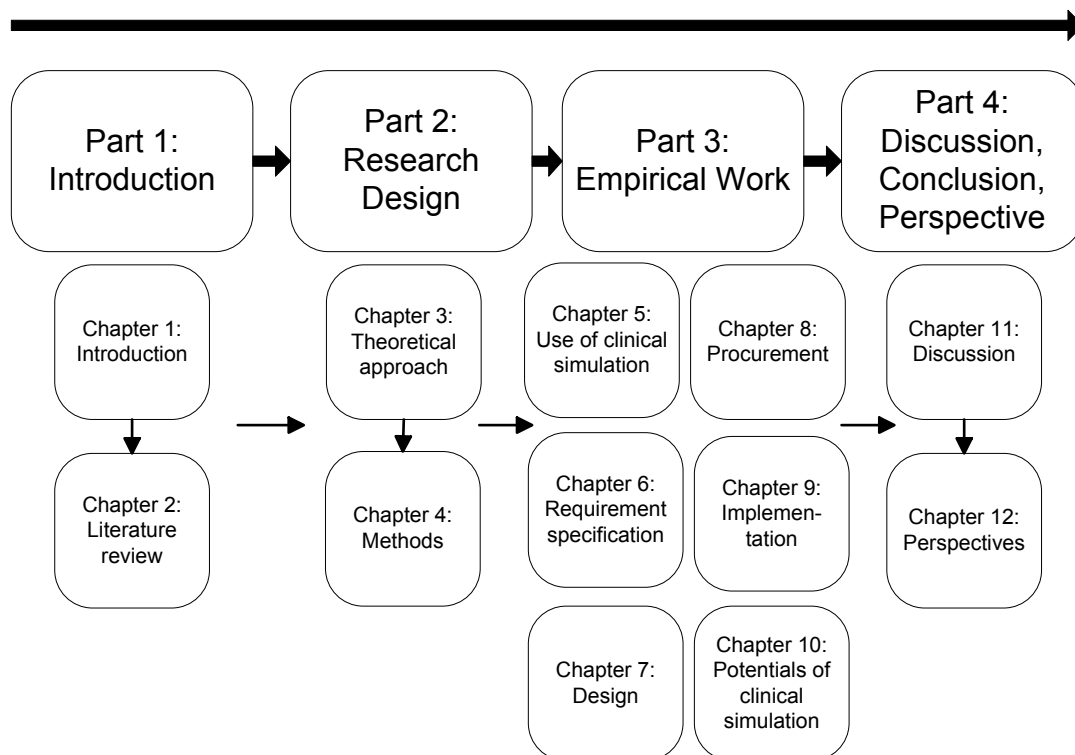 Part 1:
Introduction
Part 2:
Research
Design
Part 3:
Empirical Work
Part 4:
Discussion,
Conclusion,
Perspective
Chapter 1:
Introduction
Chapter 2:
Literature
review
Chapter 3:
Theoretical
approach
Chapter 4:
Methods
Chapter 5:
Use of clinical
simulation
Chapter 6:
Requirement
specification
Chapter 7:
Design
Chapter 8:
Procurement
Chapter 9:
Implemen-
tation
Chapter 10:
Potentials of
clinical
simulation
Chapter 11:
Discussion
Chapter 12:
Perspectives